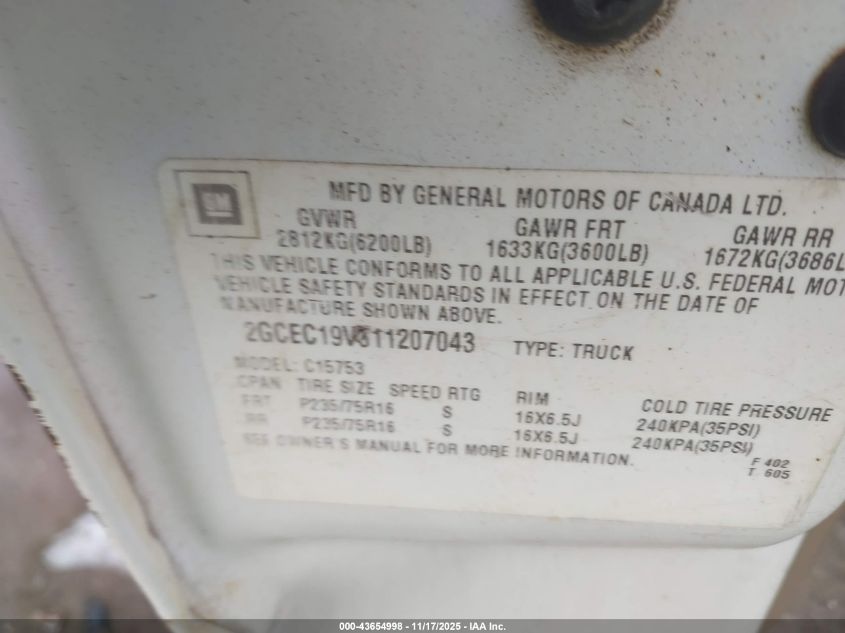 GM
MFD BY GENERAL MOTORS OF CANADA LTD.
GVWR GAWR FRT GAWR RR
2812KG(6200LB) 1633KG(3600LB) 1672KG(3686L
THIS VEHICLE CONFORMS TO ALL APPLICABLE U.S. FEDERAL MOT
VEHICLE SAFETY STANDARDS IN EFFECT ON THE DATE OF
MANUFACTURE SHOWN ABOVE.
2GCEC19V311207043 TYPE: TRUCK
MODEL: C15753
CPAN TIRE SIZE SPEED RTG RIM COLD TIRE PRESSURE
FRT P235/75R16 S 16X6.5J 240KPA(35PSI)
RR P235/75R16 S 16X6.5J 240KPA(35PSI)
SEE OWNER'S MANUAL FOR MORE INFORMATION.
F 402
T 605
000-43654998 - 11/17/2025 - IAA Inc.